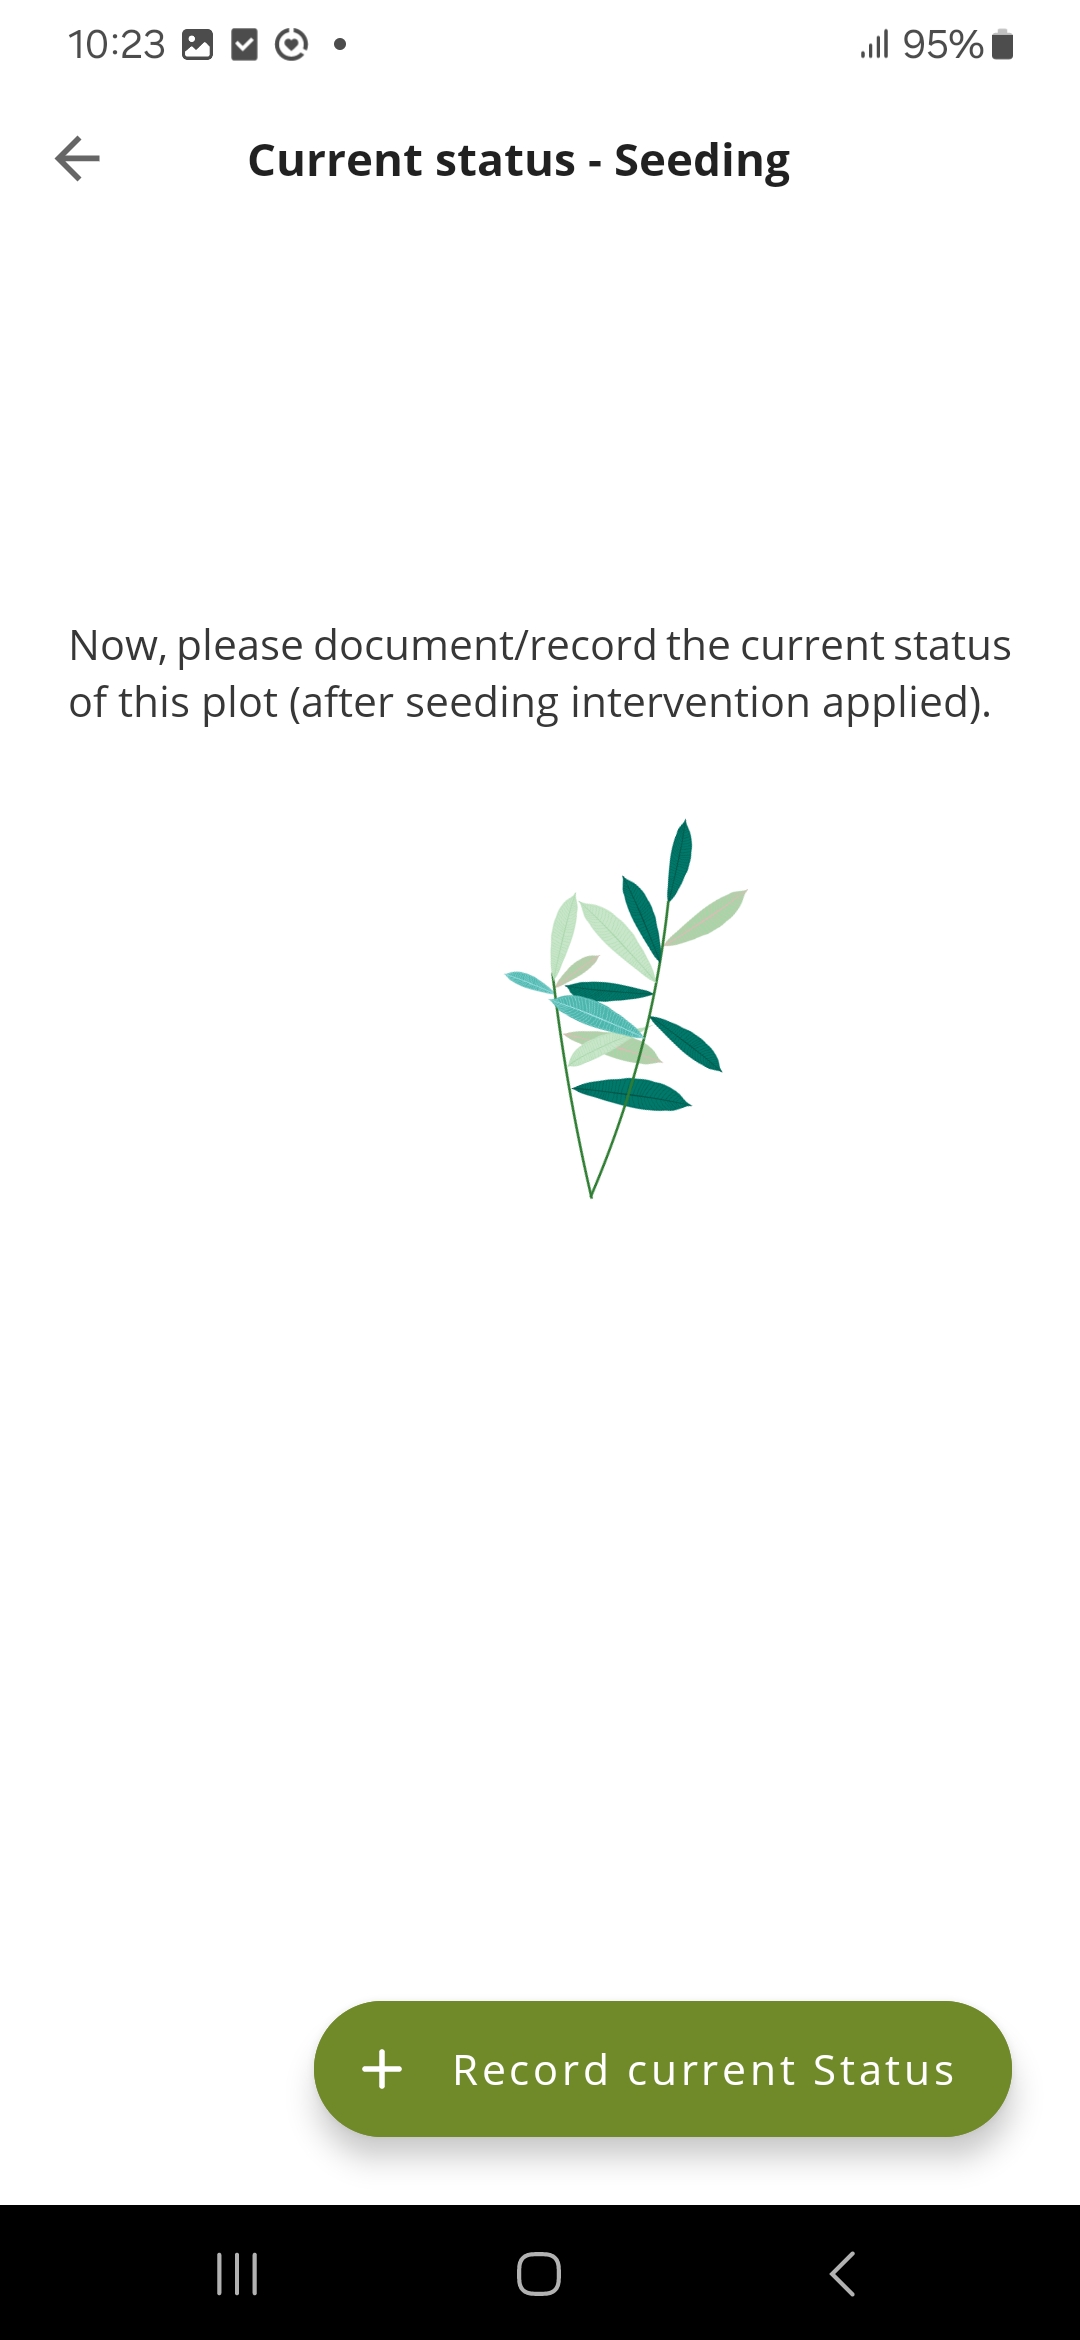 10:23
95%
Current status - Seeding
Now, please document/record the current status
of this plot (after seeding intervention applied).
Record current Status